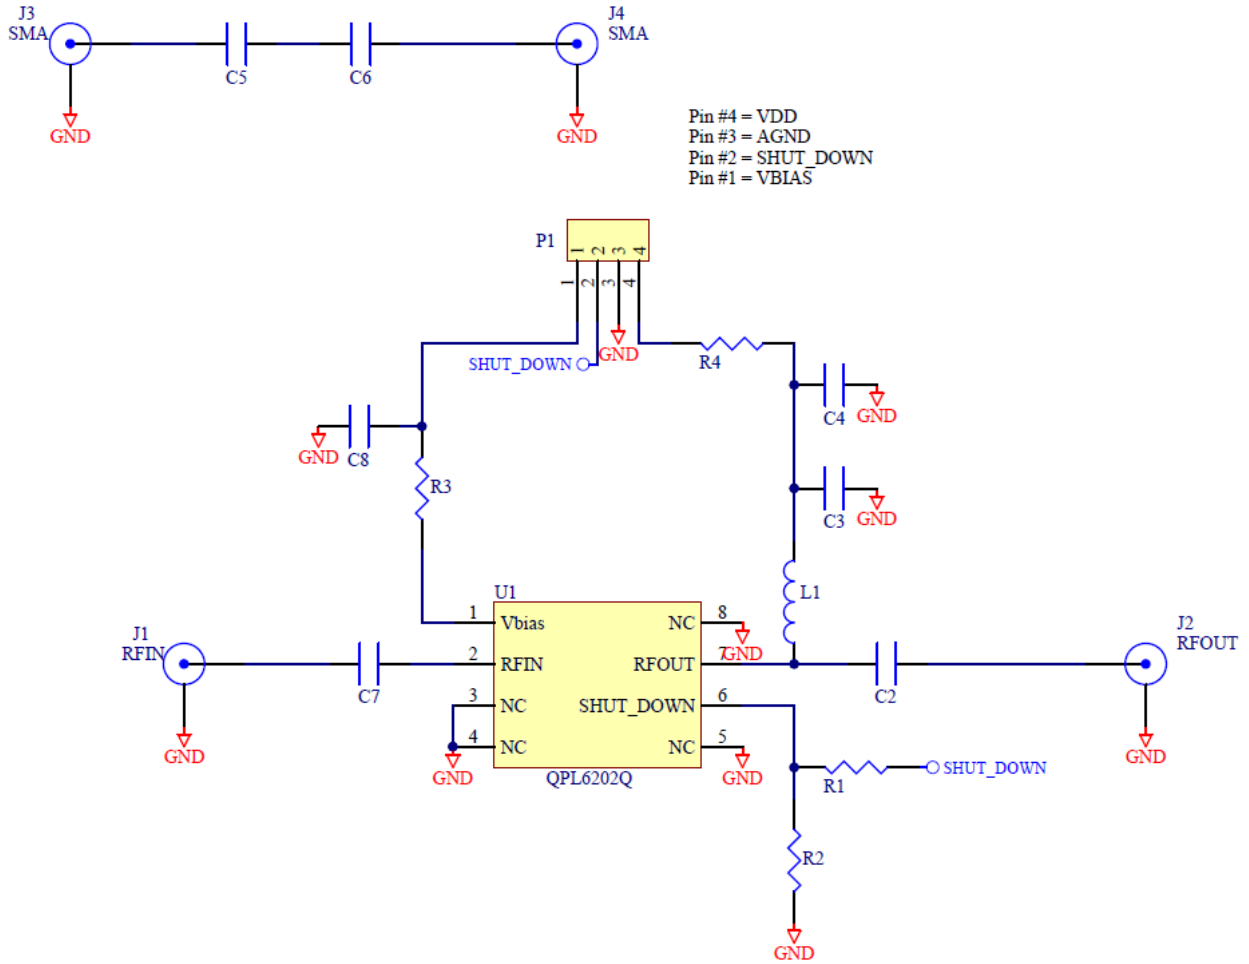 J3
SMA
J4
SMA
C5
C6
GND
GND
Pin #4 = VDD
Pin #3 = AGND
Pin #2 = SHUT_DOWN
Pin #1 = VBIAS
P1
1
2
3
4
1
2
3
4
SHUT_DOWN
GND
R4
C4
GND
GND
C8
R3
C3
GND
U1
L1
1
Vbias
NC
8
GND
J1
RFIN
2
RFIN
RFOUT
7
J2
RFOUT
C7
C2
3
NC
SHUT_DOWN
6
4
NC
NC
5
GND
GND
GND
GND
QPL6202Q
R1
SHUT_DOWN
R2
GND